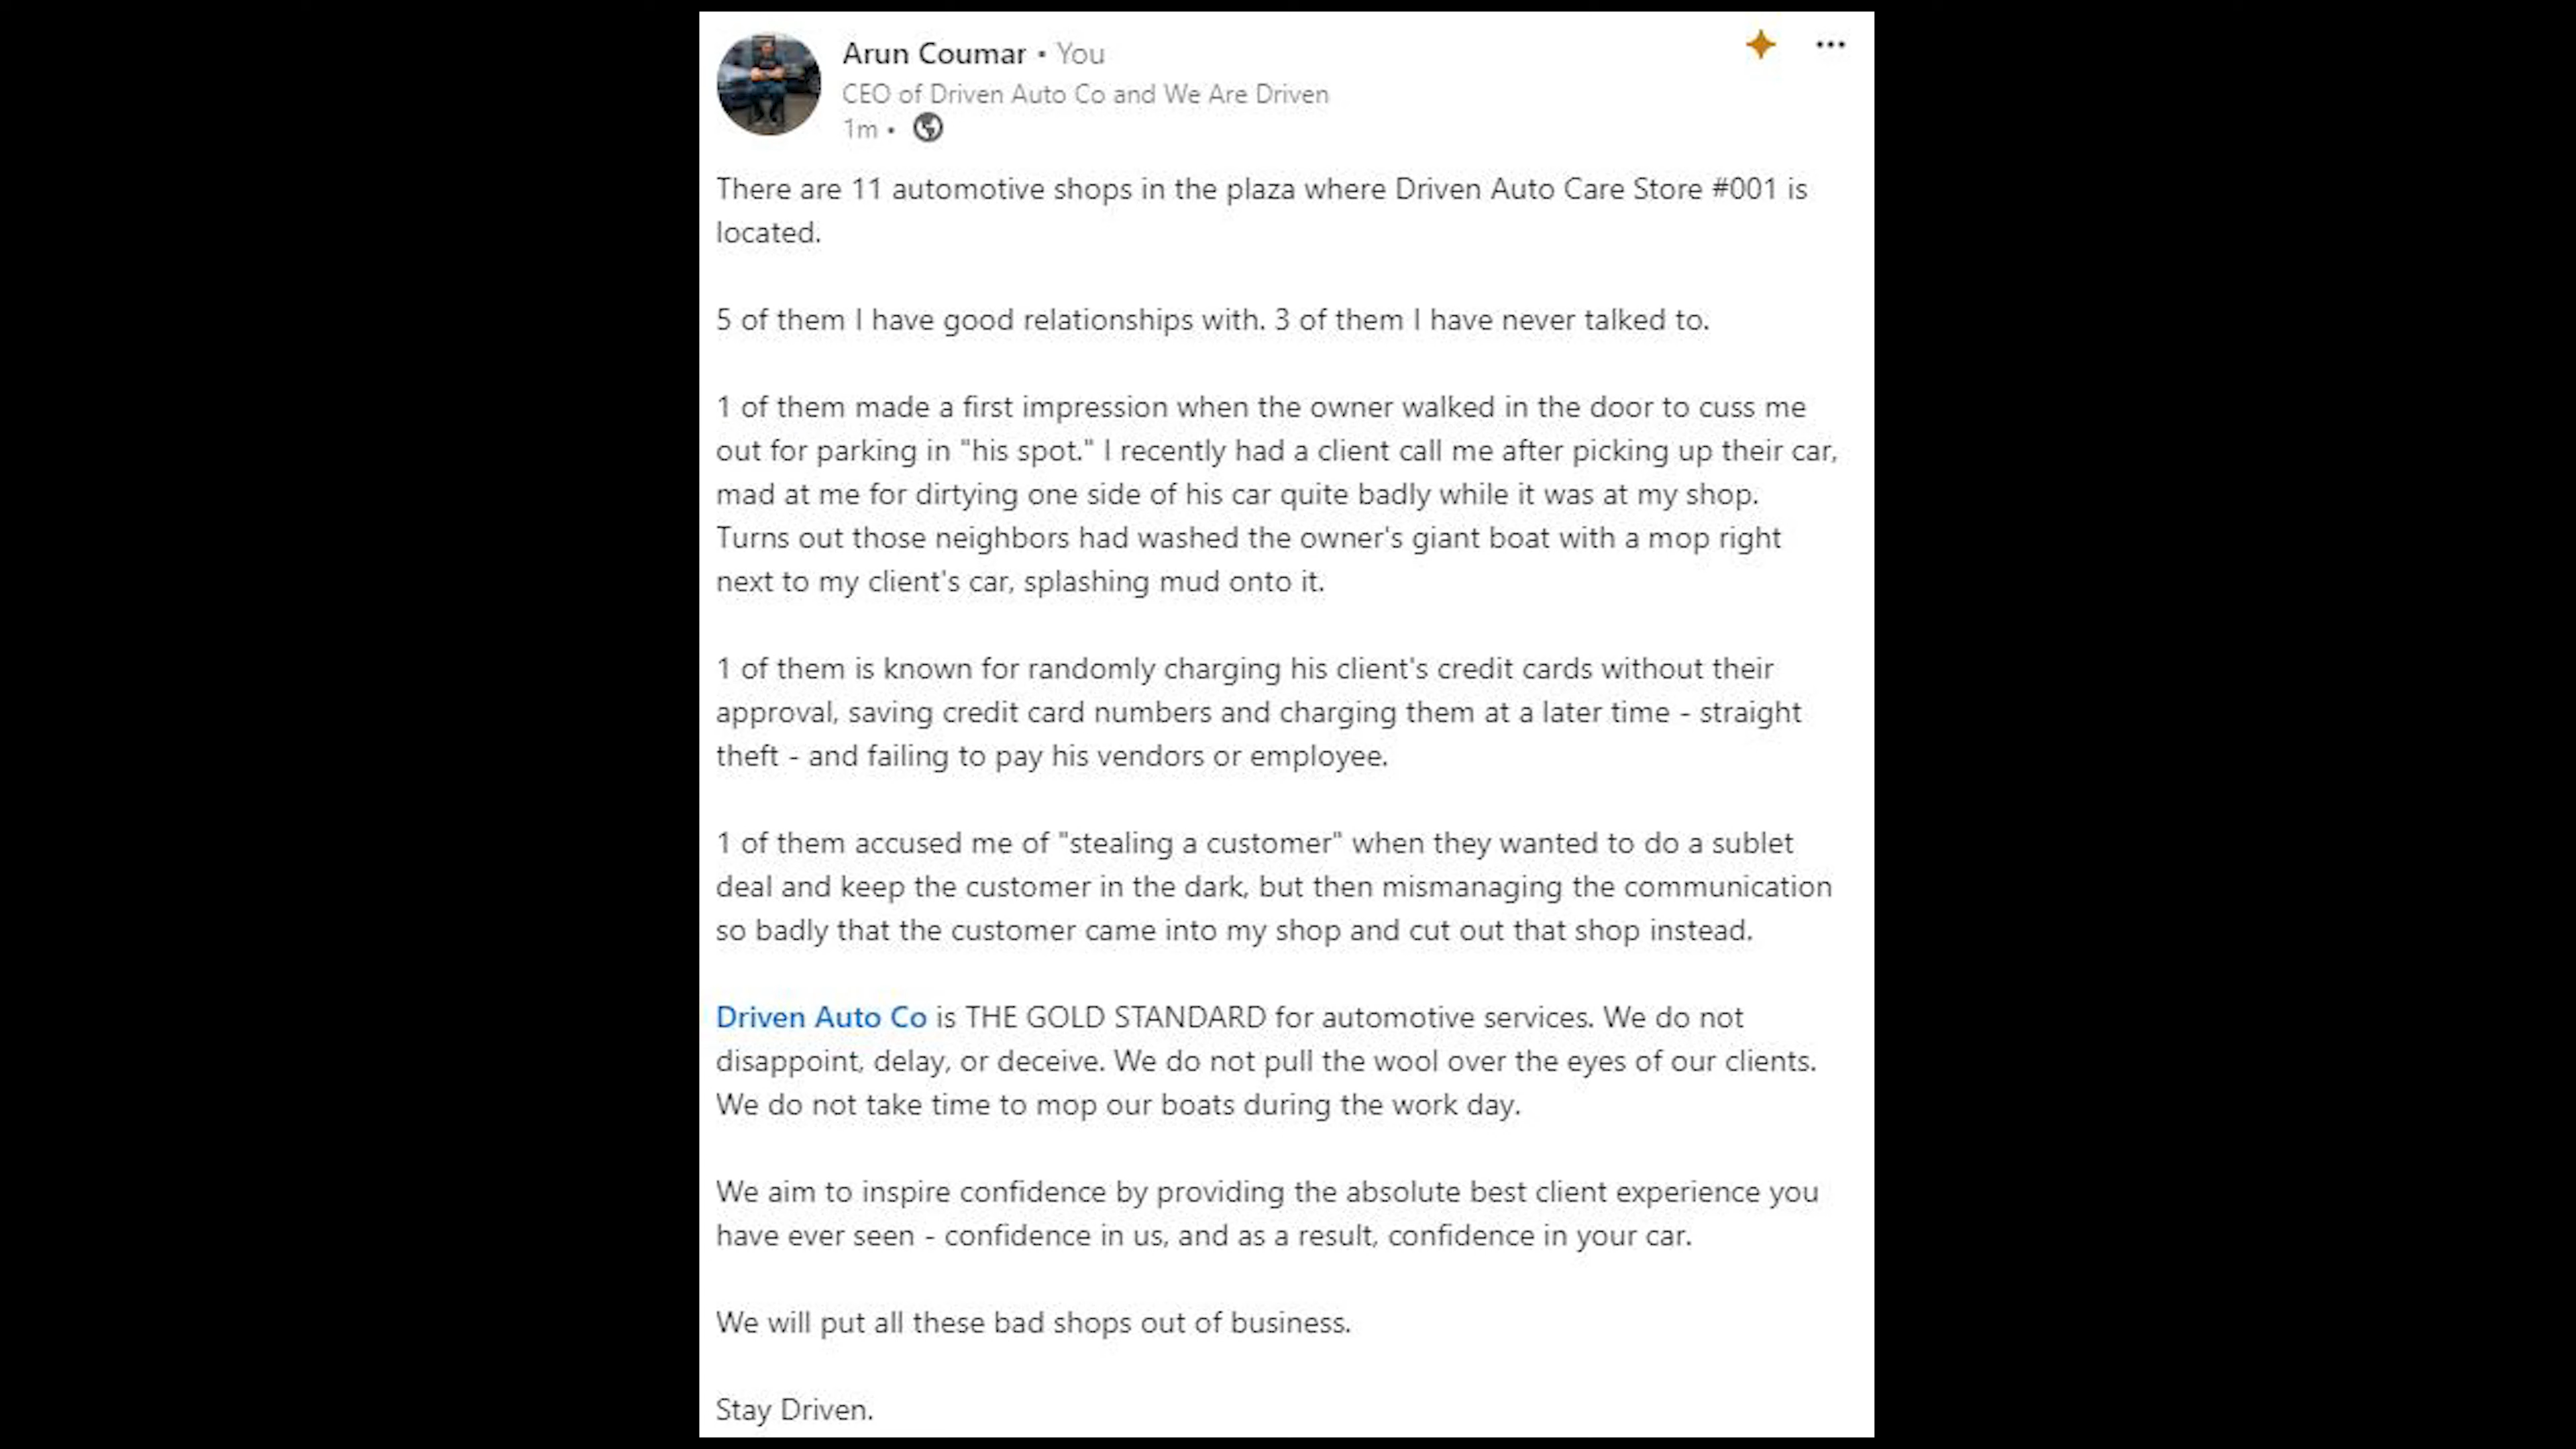 Arun Coumar • You
CEO of Driven Auto Co and We Are Driven
1m •
There are 11 automotive shops in the plaza where Driven Auto Care Store #001 is
located.
5 of them I have good relationships with. 3 of them I have never talked to.
1 of them made a first impression when the owner walked in the door to cuss me
out for parking in "his spot." I recently had a client call me after picking up their car,
mad at me for dirtying one side of his car quite badly while it was at my shop.
Turns out those neighbors had washed the owner's giant boat with a mop right
next to my client's car, splashing mud onto it.
1 of them is known for randomly charging his client's credit cards without their
approval, saving credit card numbers and charging them at a later time - straight
theft - and failing to pay his vendors or employee.
1 of them accused me of "stealing a customer" when they wanted to do a sublet
deal and keep the customer in the dark, but then mismanaging the communication
so badly that the customer came into my shop and cut out that shop instead.
Driven Auto Co is THE GOLD STANDARD for automotive services. We do not
disappoint, delay, or deceive. We do not pull the wool over the eyes of our clients.
We do not take time to mop our boats during the work day.
We aim to inspire confidence by providing the absolute best client experience you
have ever seen - confidence in us, and as a result, confidence in your car.
We will put all these bad shops out of business.
Stay Driven.